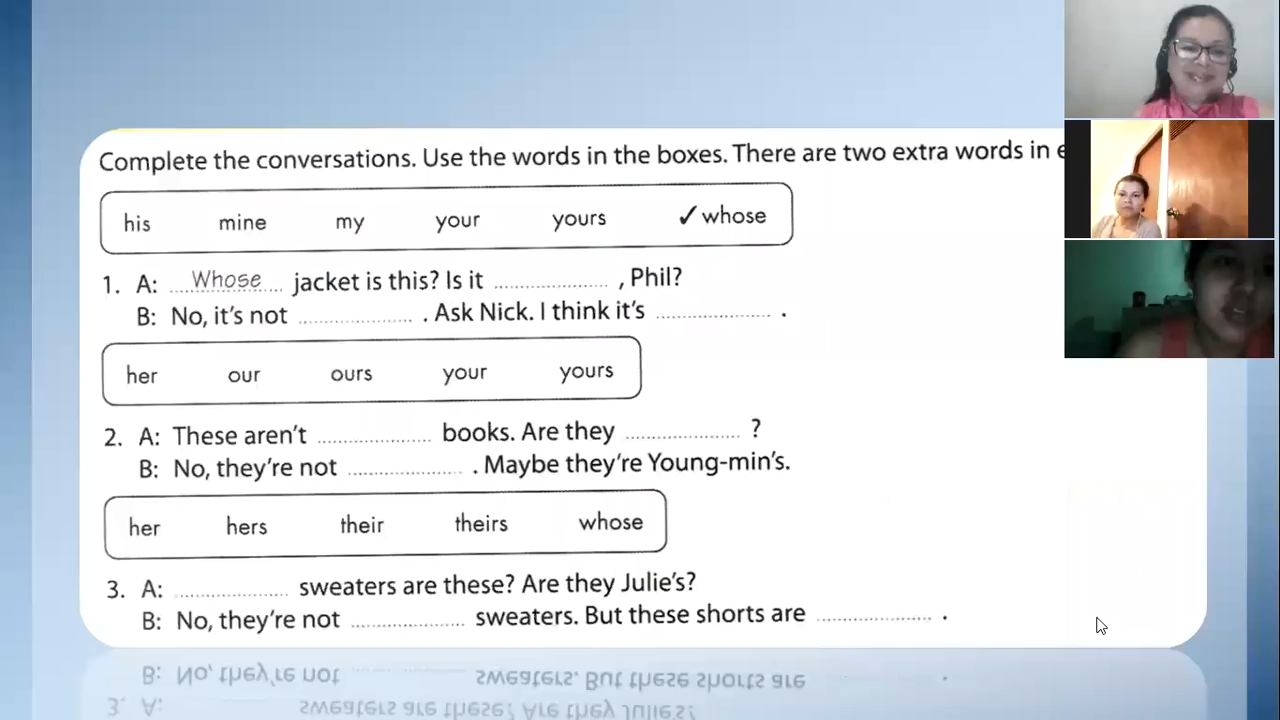 Complete the conversations. Use the words in the boxes. There are two extra words in
his mine my your yours ✓ whose
1. A: Whose jacket is this? Is it ............ , Phil?
B: No, it's not ............ . Ask Nick. I think it's ............ .
her our ours your yours
2. A: These aren't ............ books. Are they ............ ?
B: No, they're not ............ . Maybe they're Young-min's.
her hers their theirs whose
3. A: ............ sweaters are these? Are they Julie's?
B: No, they're not ............ sweaters. But these shorts are ............ .